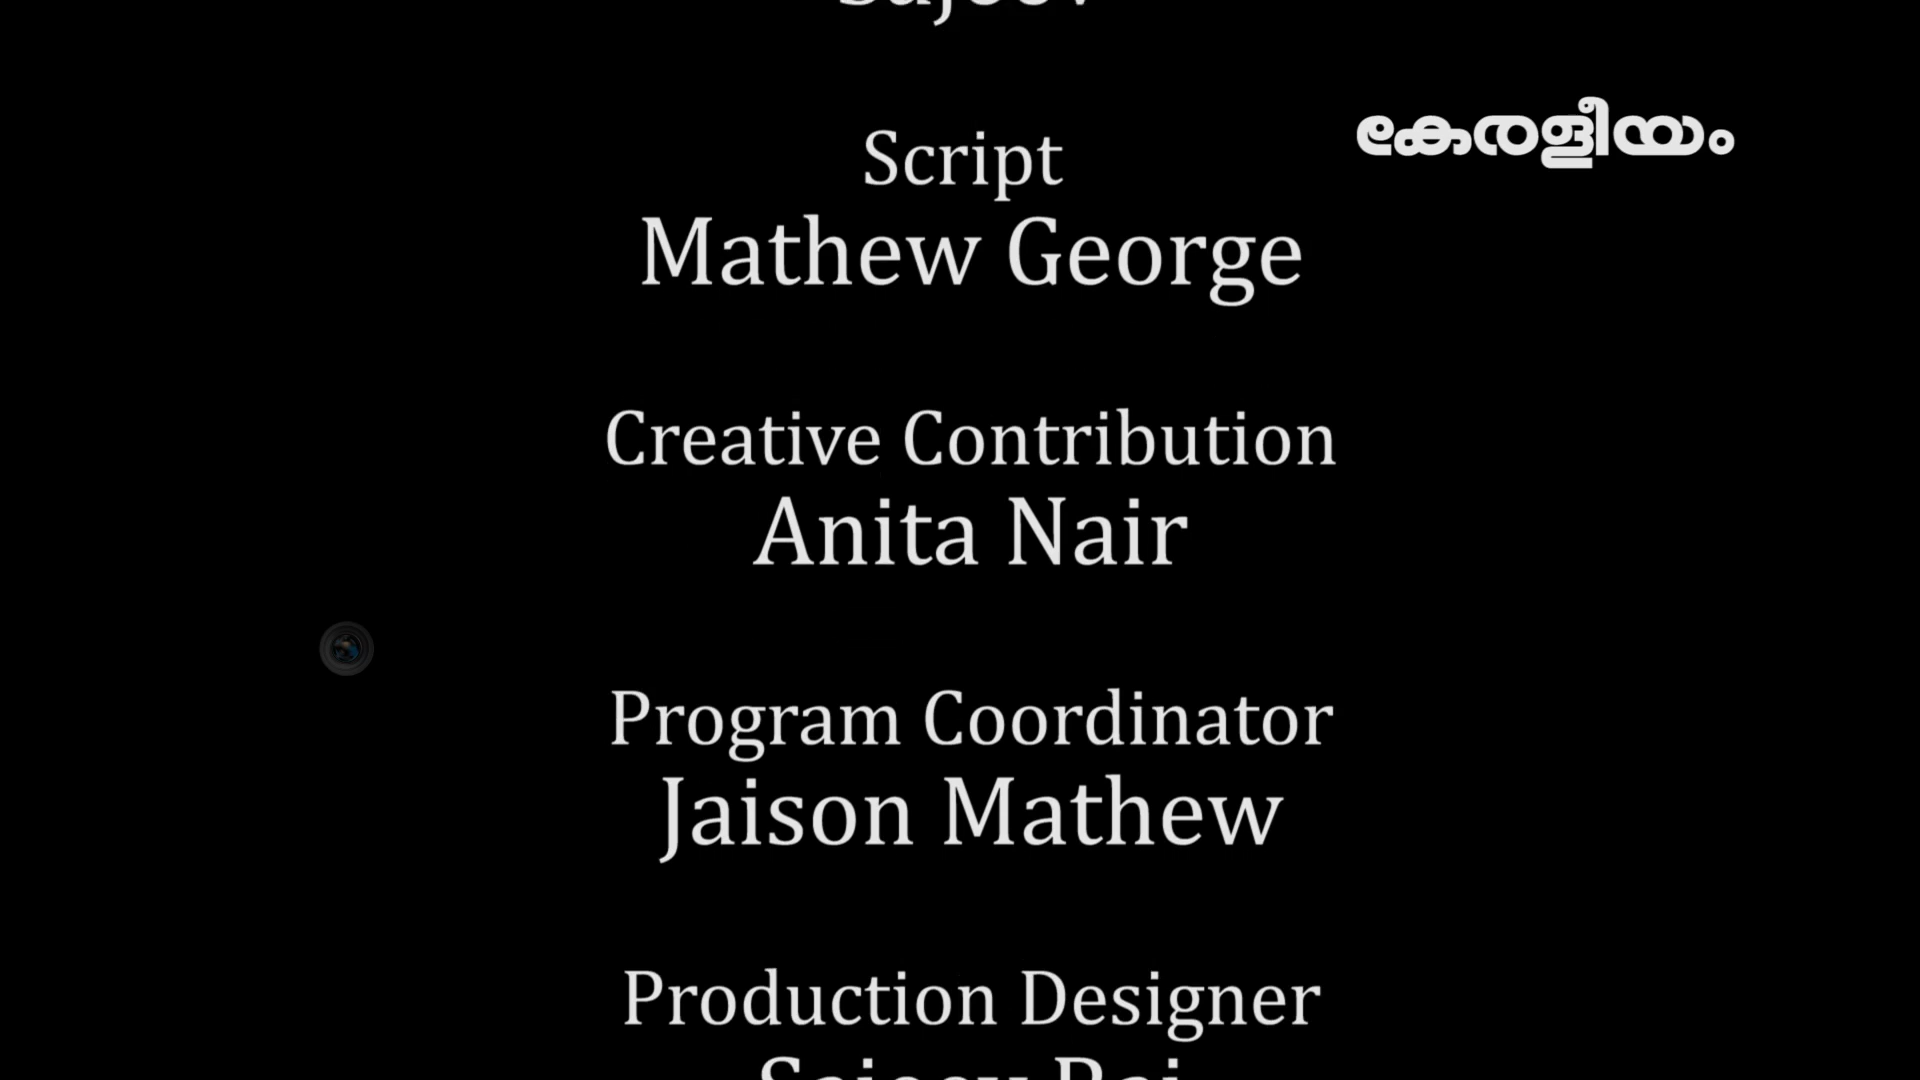 Script
കേരളീയം
Mathew George
Creative Contribution
Anita Nair
Program Coordinator
Jaison Mathew
Production Designer